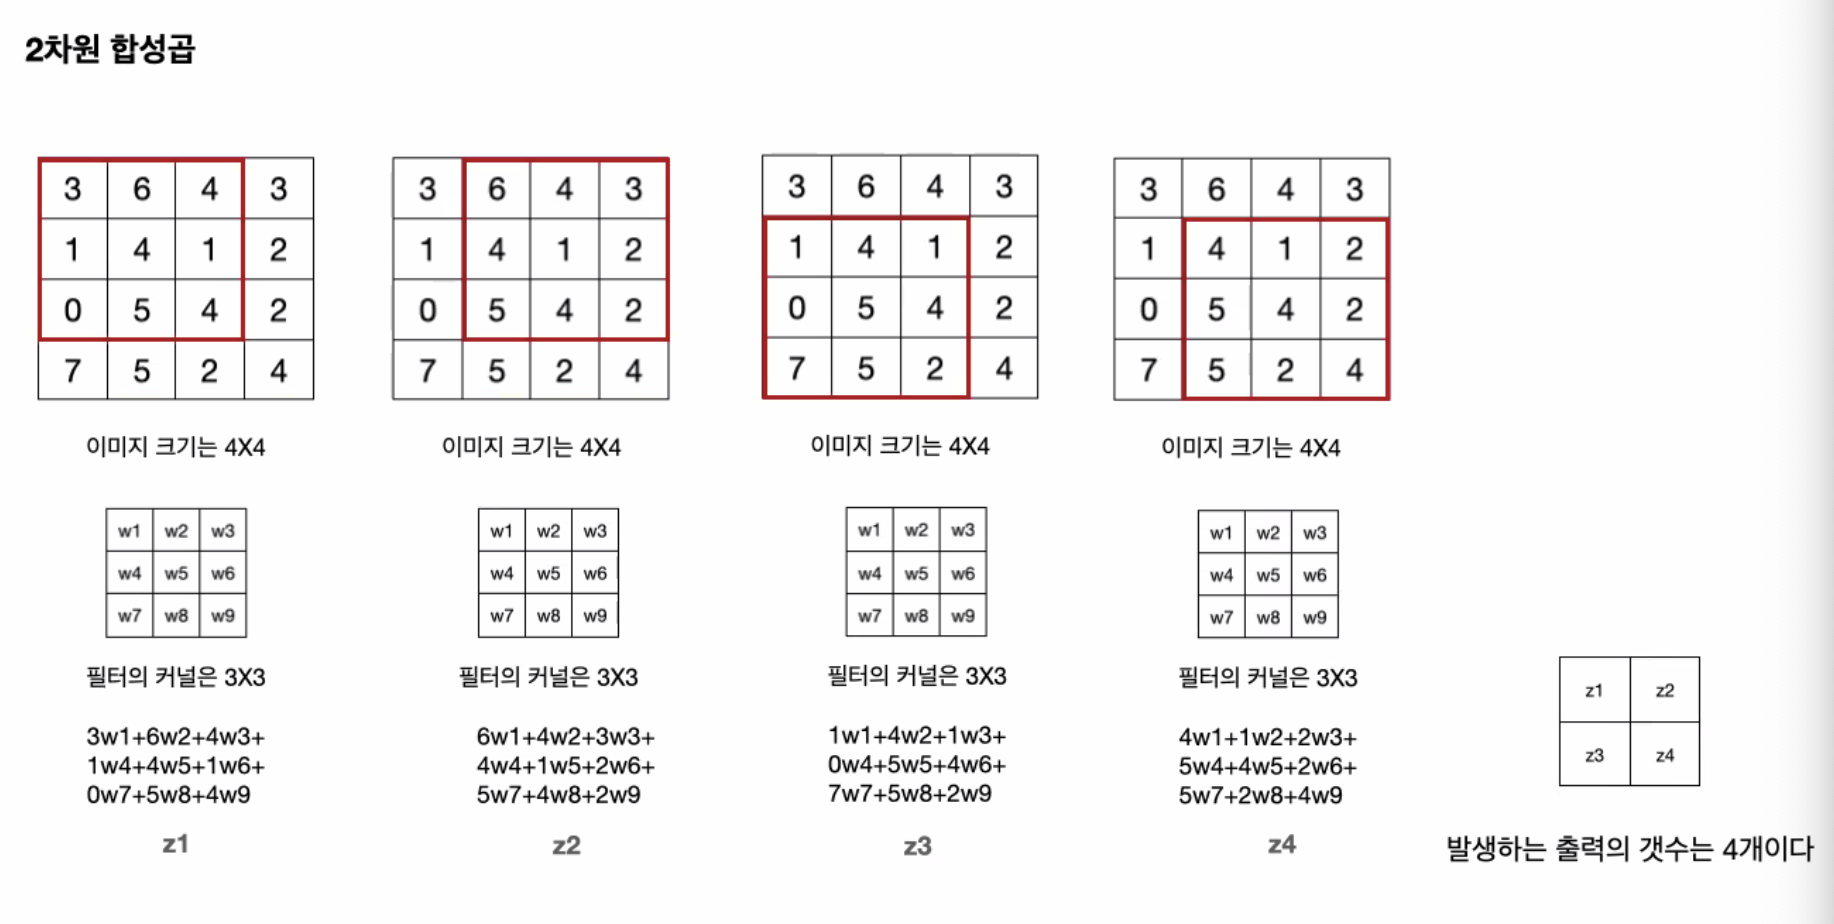 2차원 합성곱
3 6 4 3
1 4 1 2
0 5 4 2
7 5 2 4
이미지 크기는 4X4
w1 w2 w3
w4 w5 w6
w7 w8 w9
필터의 커널은 3X3
3w1+6w2+4w3+
1w4+4w5+1w6+
0w7+5w8+4w9
z1
3 6 4 3
1 4 1 2
0 5 4 2
7 5 2 4
이미지 크기는 4X4
w1 w2 w3
w4 w5 w6
w7 w8 w9
필터의 커널은 3X3
6w1+4w2+3w3+
4w4+1w5+2w6+
5w7+4w8+2w9
z2
3 6 4 3
1 4 1 2
0 5 4 2
7 5 2 4
이미지 크기는 4X4
w1 w2 w3
w4 w5 w6
w7 w8 w9
필터의 커널은 3X3
1w1+4w2+1w3+
0w4+5w5+4w6+
7w7+5w8+2w9
z3
3 6 4 3
1 4 1 2
0 5 4 2
7 5 2 4
이미지 크기는 4X4
w1 w2 w3
w4 w5 w6
w7 w8 w9
필터의 커널은 3X3
4w1+1w2+2w3+
5w4+4w5+2w6+
5w7+2w8+4w9
z4
z1 z2
z3 z4
발생하는 출력의 갯수는 4개이다